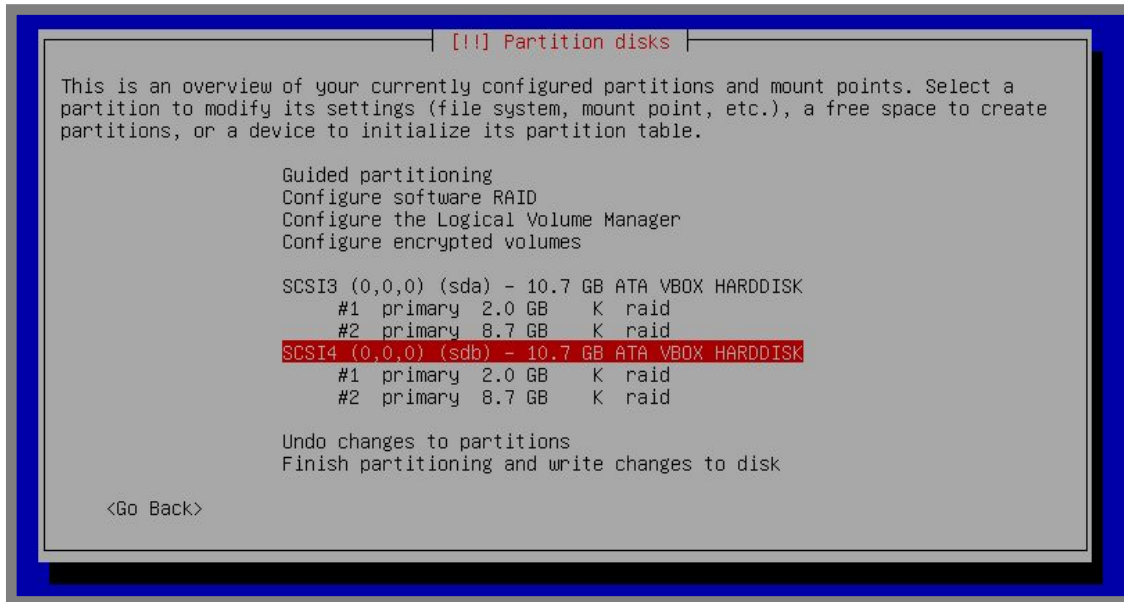 [!!] Partition disks
This is an overview of your currently configured partitions and mount points. Select a
partition to modify its settings (file system, mount point, etc.), a free space to create
partitions, or a device to initialize its partition table.
Guided partitioning
Configure software RAID
Configure the Logical Volume Manager
Configure encrypted volumes
SCSI3 (0,0,0) (sda) - 10.7 GB ATA VBOX HARDDISK
#1 primary 2.0 GB K raid
#2 primary 8.7 GB K raid
SCSI4 (0,0,0) (sdb) - 10.7 GB ATA VBOX HARDDISK
#1 primary 2.0 GB K raid
#2 primary 8.7 GB K raid
Undo changes to partitions
Finish partitioning and write changes to disk
<Go Back>